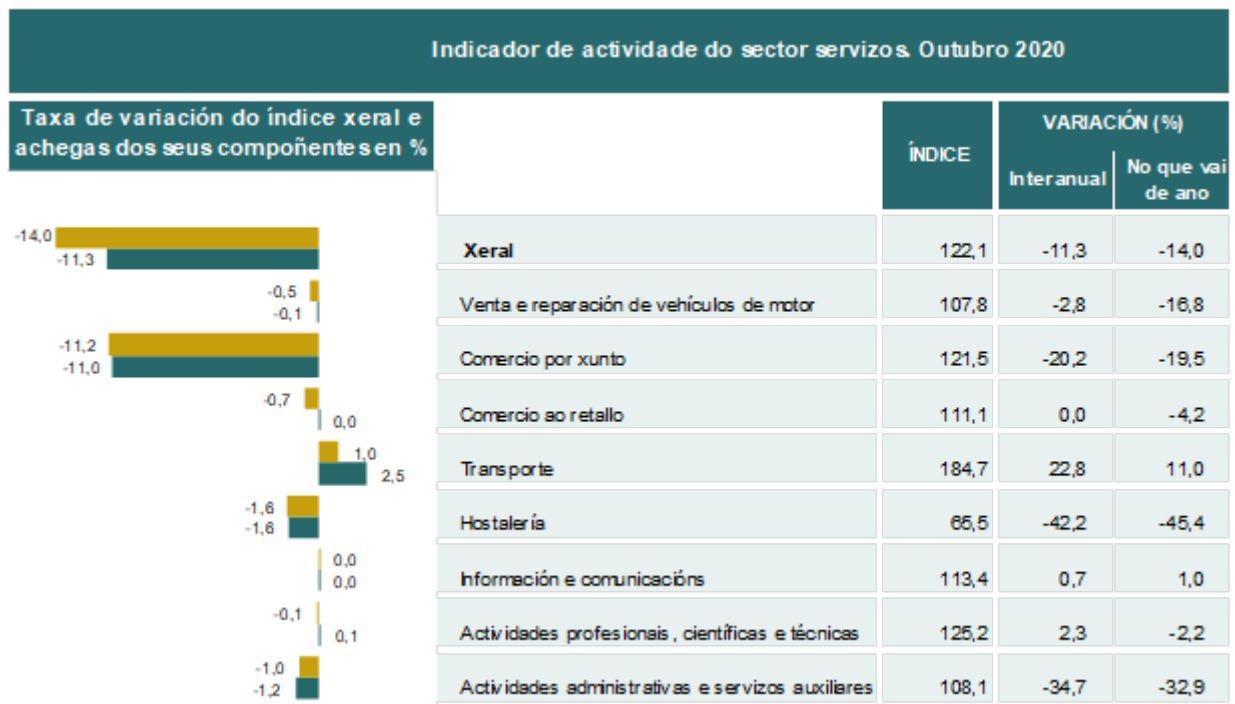 Indicador de actividade do sector servizos. Outubro 2020
Taxa de variación do índice xeral e
achegas dos seus compoñentes en %
ÍNDICE
VARIACIÓN (%)
Interanual
No que vai
de ano
-14,0
-11,3
Xeral 122,1 -11,3 -14,0
-0,5
-0,1
Venta e reparación de vehículos de motor 107,8 -2,8 -16,8
-11,2
-11,0
Comercio por xunto 121,5 -20,2 -19,5
-0,7
0,0
Comercio ao retallo 111,1 0,0 -4,2
1,0
2,5
Transporte 184,7 22,8 11,0
-1,6
-1,6
Hostalería 65,5 -42,2 -45,4
0,0
0,0
Información e comunicacións 113,4 0,7 1,0
-0,1
0,1
Actividades profesionais, científicas e técnicas 125,2 2,3 -2,2
-1,0
-1,2
Actividades administrativas e servizos auxiliares 108,1 -34,7 -32,9